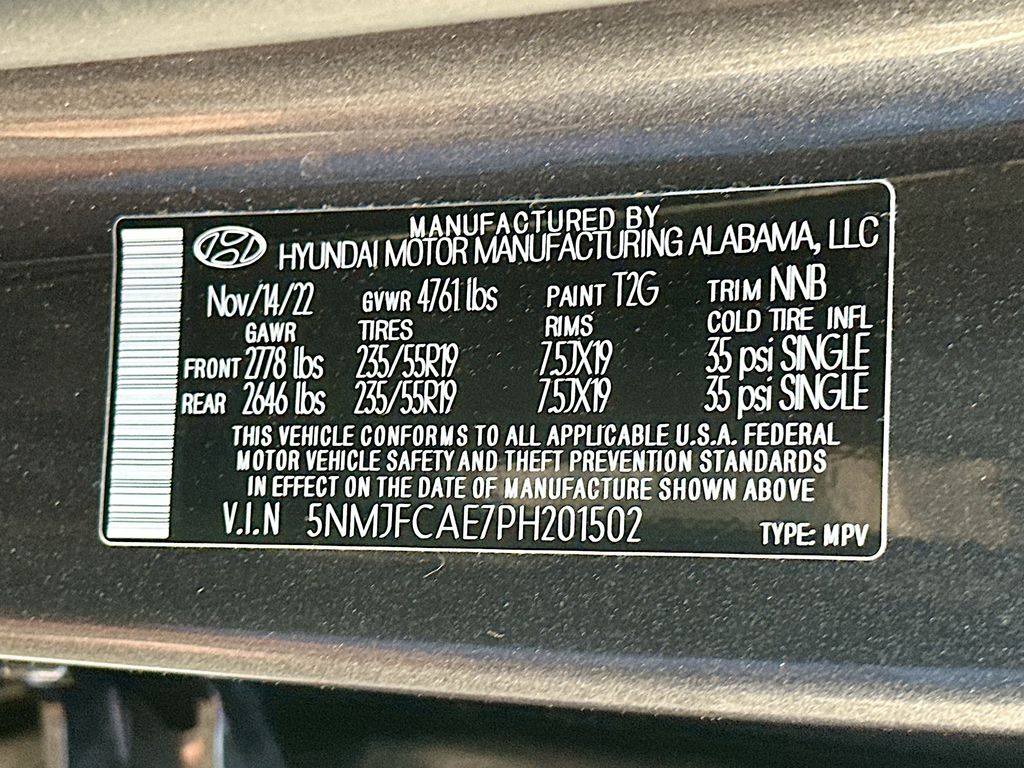 MANUFACTURED BY
HYUNDAI MOTOR MANUFACTURING ALABAMA, LLC
Nov/14/22 GVWR 4761 lbs PAINT T2G TRIM NNB
GAWR TIRES RIMS COLD TIRE INFL
FRONT 2778 lbs 235/55R19 7.5JX19 35 psi SINGLE
REAR 2646 lbs 235/55R19 7.5JX19 35 psi SINGLE
THIS VEHICLE CONFORMS TO ALL APPLICABLE U.S.A. FEDERAL
MOTOR VEHICLE SAFETY AND THEFT PREVENTION STANDARDS
IN EFFECT ON THE DATE OF MANUFACTURE SHOWN ABOVE
V.I.N 5NMJFCAE7PH201502 TYPE: MPV